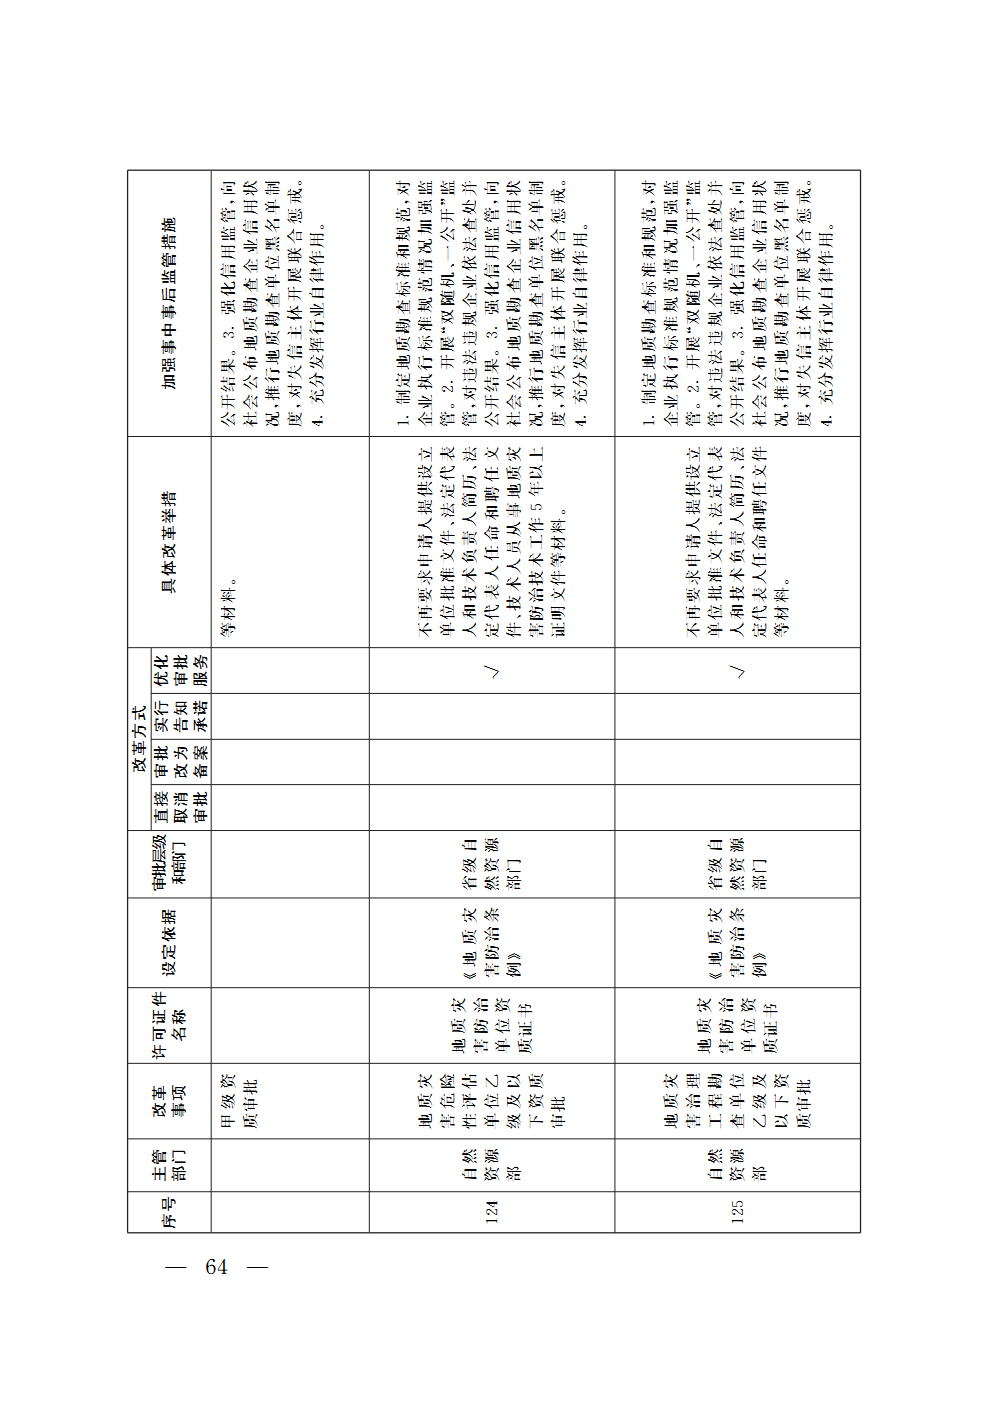 序号
主管
部门
改革
事项
许可证件
名称
设定依据
审批层级
和部门
改革方式
直接
取消
审批
审批
改为
备案
实行
告知
承诺
优化
审批
服务
具体改革举措
加强事中事后监管措施
甲级资
质审批
等材料。
公开结果。3. 强化信用监管,向
社会公布地质勘查企业信用状
况,推行地质勘查单位黑名单制
度,对失信主体开展联合惩戒。
4. 充分发挥行业自律作用。
124
自然
资源
部
地质灾
害危险
性评估
单位乙
级及以
下资质
审批
地质灾
害防治
单位资
质证书
《地质灾
害防治条
例》
省级自
然资源
部门
√
不再要求申请人提供设立
单位批准文件、法定代表
人和技术负责人简历、法
定代表人任命和聘任文
件、技术人员从事地质灾
害防治技术工作 5 年以上
证明文件等材料。
1. 制定地质勘查标准和规范,对
企业执行标准规范情况加强监
管。2. 开展“双随机、一公开”监
管,对违法违规企业依法查处并
公开结果。3. 强化信用监管,向
社会公布地质勘查企业信用状
况,推行地质勘查单位黑名单制
度,对失信主体开展联合惩戒。
4. 充分发挥行业自律作用。
125
自然
资源
部
地质灾
害治理
工程勘
查单位
乙级及
以下资
质审批
地质灾
害防治
单位资
质证书
《地质灾
害防治条
例》
省级自
然资源
部门
√
不再要求申请人提供设立
单位批准文件、法定代表
人和技术负责人简历、法
定代表人任命和聘任文件
等材料。
1. 制定地质勘查标准和规范,对
企业执行标准规范情况加强监
管。2. 开展“双随机、一公开”监
管,对违法违规企业依法查处并
公开结果。3. 强化信用监管,向
社会公布地质勘查企业信用状
况,推行地质勘查单位黑名单制
度,对失信主体开展联合惩戒。
4. 充分发挥行业自律作用。
— 64 —